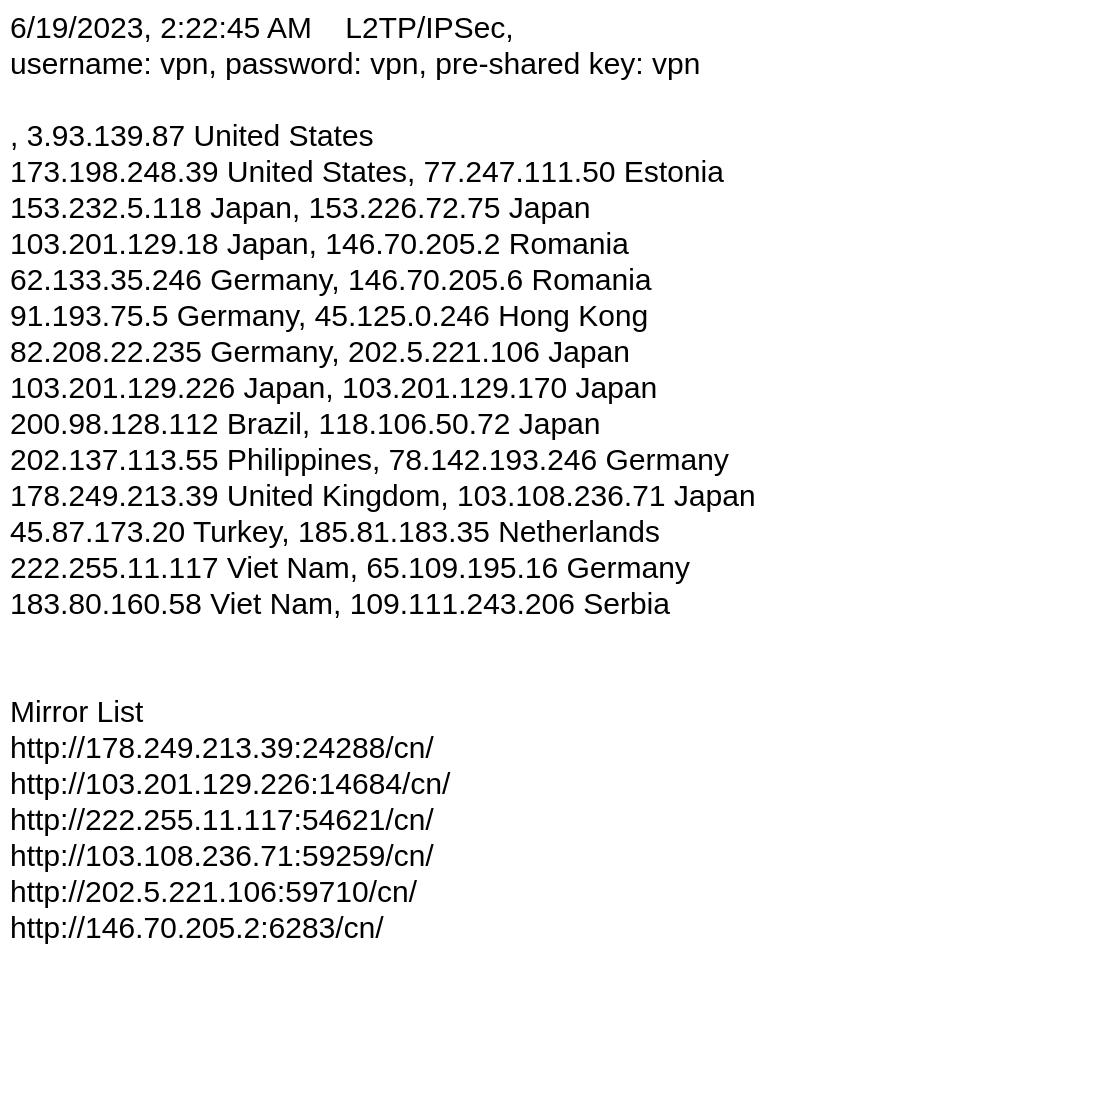 6/19/2023, 2:22:45 AM    L2TP/IPSec,
username: vpn, password: vpn, pre-shared key: vpn
, 3.93.139.87 United States
173.198.248.39 United States, 77.247.111.50 Estonia
153.232.5.118 Japan, 153.226.72.75 Japan
103.201.129.18 Japan, 146.70.205.2 Romania
62.133.35.246 Germany, 146.70.205.6 Romania
91.193.75.5 Germany, 45.125.0.246 Hong Kong
82.208.22.235 Germany, 202.5.221.106 Japan
103.201.129.226 Japan, 103.201.129.170 Japan
200.98.128.112 Brazil, 118.106.50.72 Japan
202.137.113.55 Philippines, 78.142.193.246 Germany
178.249.213.39 United Kingdom, 103.108.236.71 Japan
45.87.173.20 Turkey, 185.81.183.35 Netherlands
222.255.11.117 Viet Nam, 65.109.195.16 Germany
183.80.160.58 Viet Nam, 109.111.243.206 Serbia
Mirror List
http://178.249.213.39:24288/cn/
http://103.201.129.226:14684/cn/
http://222.255.11.117:54621/cn/
http://103.108.236.71:59259/cn/
http://202.5.221.106:59710/cn/
http://146.70.205.2:6283/cn/